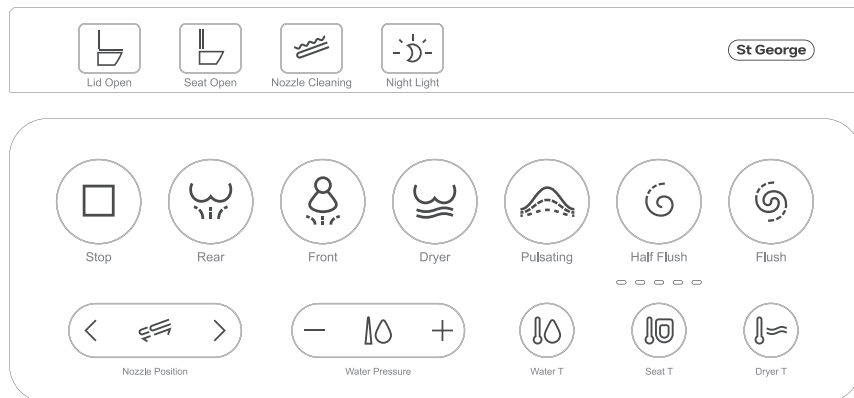 St George
Lid Open
Seat Open
Nozzle Cleaning
Night Light
Stop
Rear
Front
Dryer
Pulsating
Half Flush
Flush
Nozzle Position
Water Pressure
Water T
Seat T
Dryer T